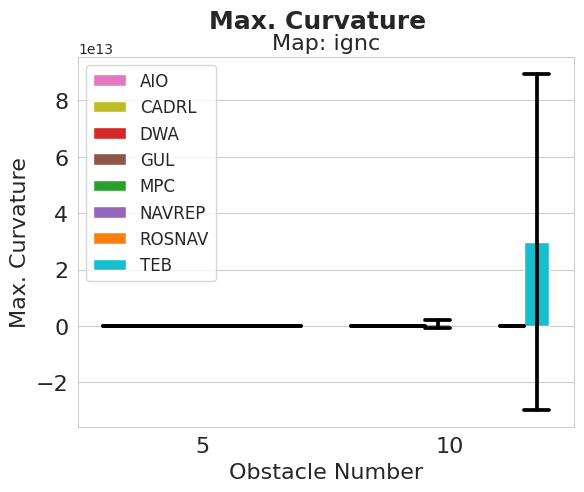 Max. Curvature
Map: ignc
1e13
AIO
CADRL
DWA
GUL
MPC
NAVREP
ROSNAV
TEB
Max. Curvature
8
6
4
2
0
−2
5
10
Obstacle Number